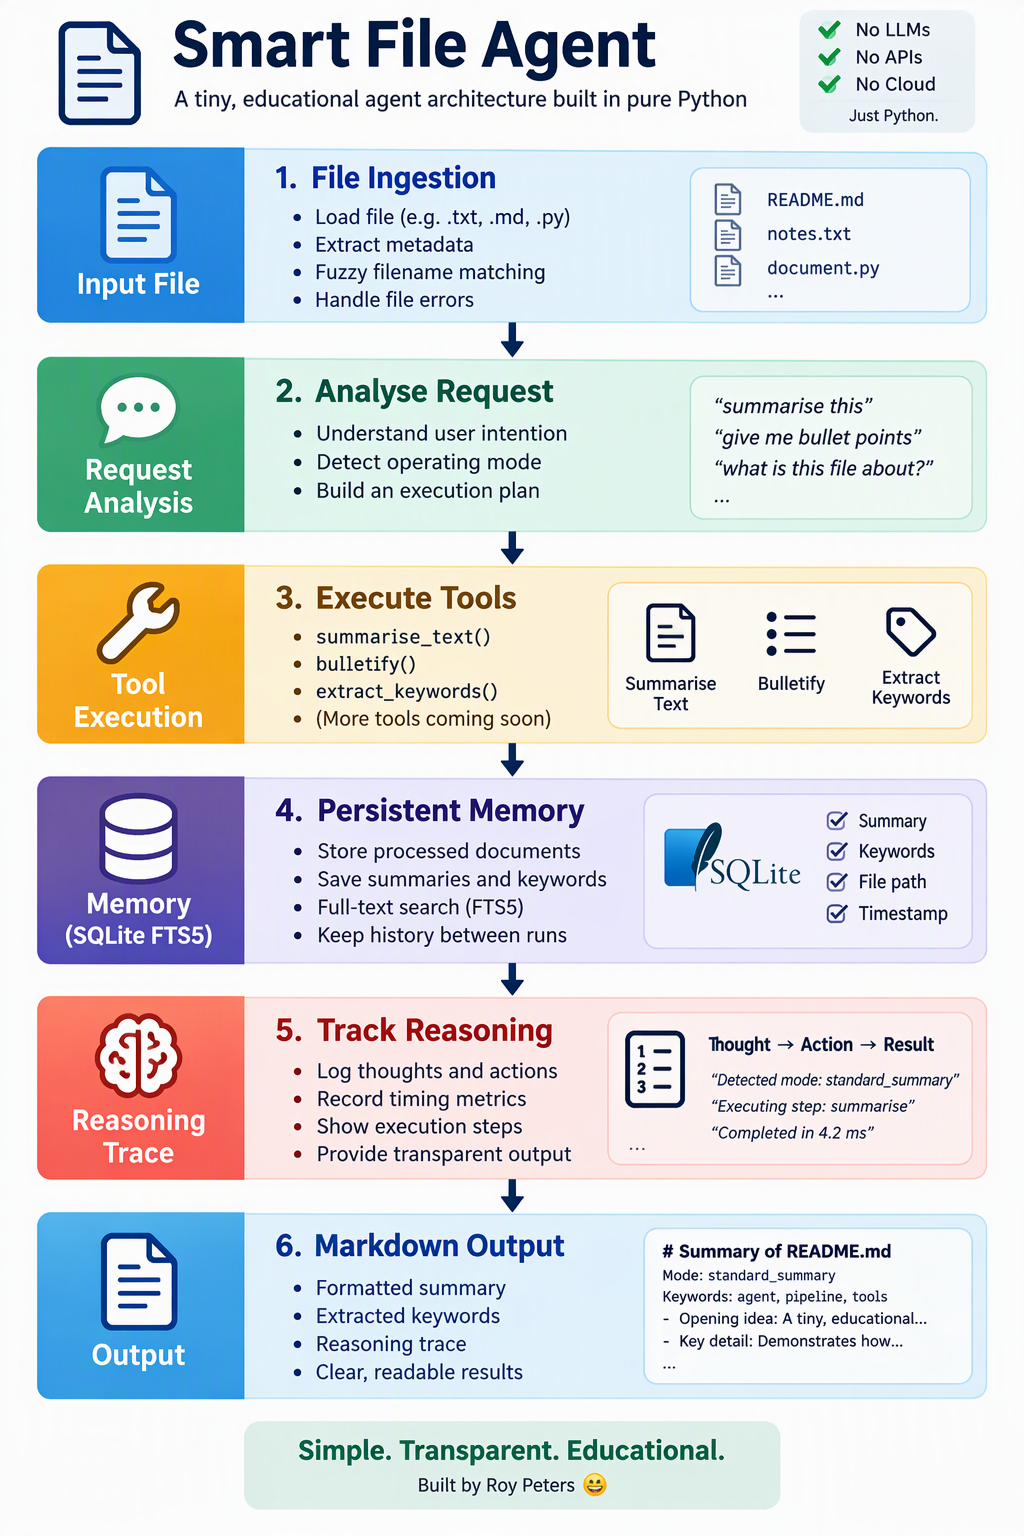 Smart File Agent
A tiny, educational agent architecture built in pure Python
No LLMs
No APIs
No Cloud
Just Python.
Input File
1. File Ingestion
• Load file (e.g. .txt, .md, .py)
• Extract metadata
• Fuzzy filename matching
• Handle file errors
README.md
notes.txt
document.py
...
Request
Analysis
2. Analyse Request
• Understand user intention
• Detect operating mode
• Build an execution plan
“summarise this”
“give me bullet points”
“what is this file about?”
...
Tool
Execution
3. Execute Tools
• summarise_text()
• bulletify()
• extract_keywords()
• (More tools coming soon)
Summarise
Text
Bulletify
Extract
Keywords
Memory
(SQLite FTS5)
4. Persistent Memory
• Store processed documents
• Save summaries and keywords
• Full-text search (FTS5)
• Keep history between runs
SQLite
Summary
Keywords
File path
Timestamp
Reasoning
Trace
5. Track Reasoning
• Log thoughts and actions
• Record timing metrics
• Show execution steps
• Provide transparent output
1
2
3
...
Thought → Action → Result
“Detected mode: standard_summary”
“Executing step: summarise”
“Completed in 4.2 ms”
Output
6. Markdown Output
• Formatted summary
• Extracted keywords
• Reasoning trace
• Clear, readable results
# Summary of README.md
Mode: standard_summary
Keywords: agent, pipeline, tools
- Opening idea: A tiny, educational...
- Key detail: Demonstrates how...
...
Simple. Transparent. Educational.
Built by Roy Peters 😀